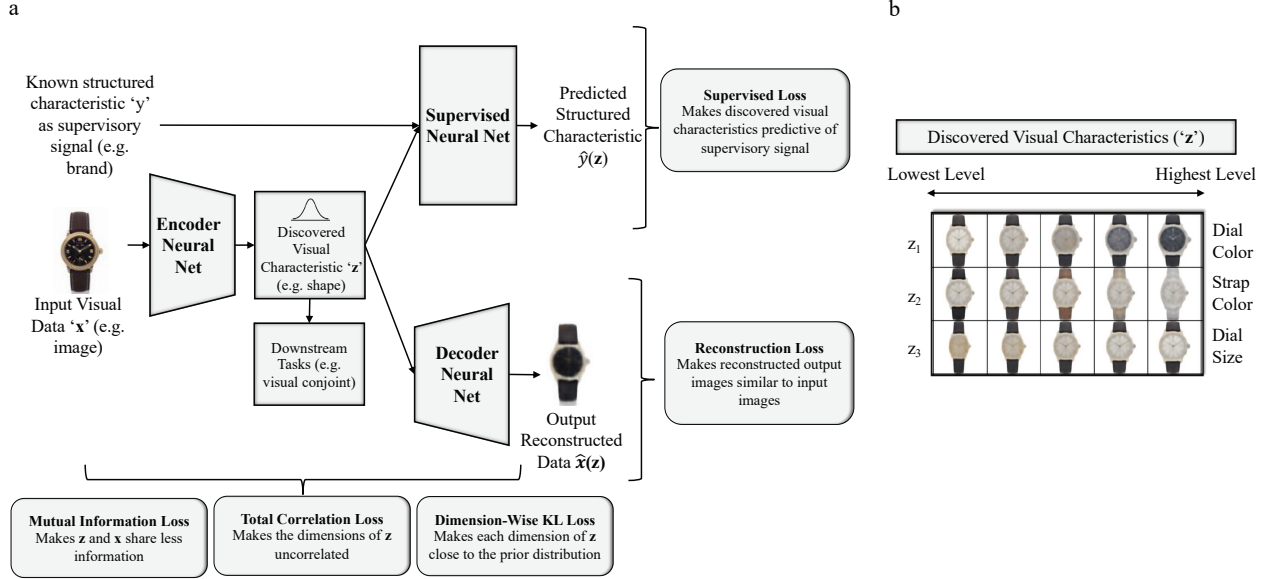 a
b
Known structured
characteristic ‘y’
as supervisory
signal (e.g.
brand)
Supervised
Neural Net
Predicted
Structured
Characteristic
ŷ(z)
Supervised Loss
Makes discovered visual
characteristics predictive of
supervisory signal
Input Visual
Data ‘x’ (e.g.
image)
Encoder
Neural
Net
Discovered
Visual
Characteristic ‘z’
(e.g. shape)
Downstream
Tasks (e.g.
visual conjoint)
Decoder
Neural
Net
Output
Reconstructed
Data x̂(z)
Reconstruction Loss
Makes reconstructed output
images similar to input
images
Mutual Information Loss
Makes z and x share less
information
Total Correlation Loss
Makes the dimensions of z
uncorrelated
Dimension-Wise KL Loss
Makes each dimension of z
close to the prior distribution
Discovered Visual Characteristics (‘z’)
Lowest Level
Highest Level
z₁
Dial
Color
z₂
Strap
Color
z₃
Dial
Size